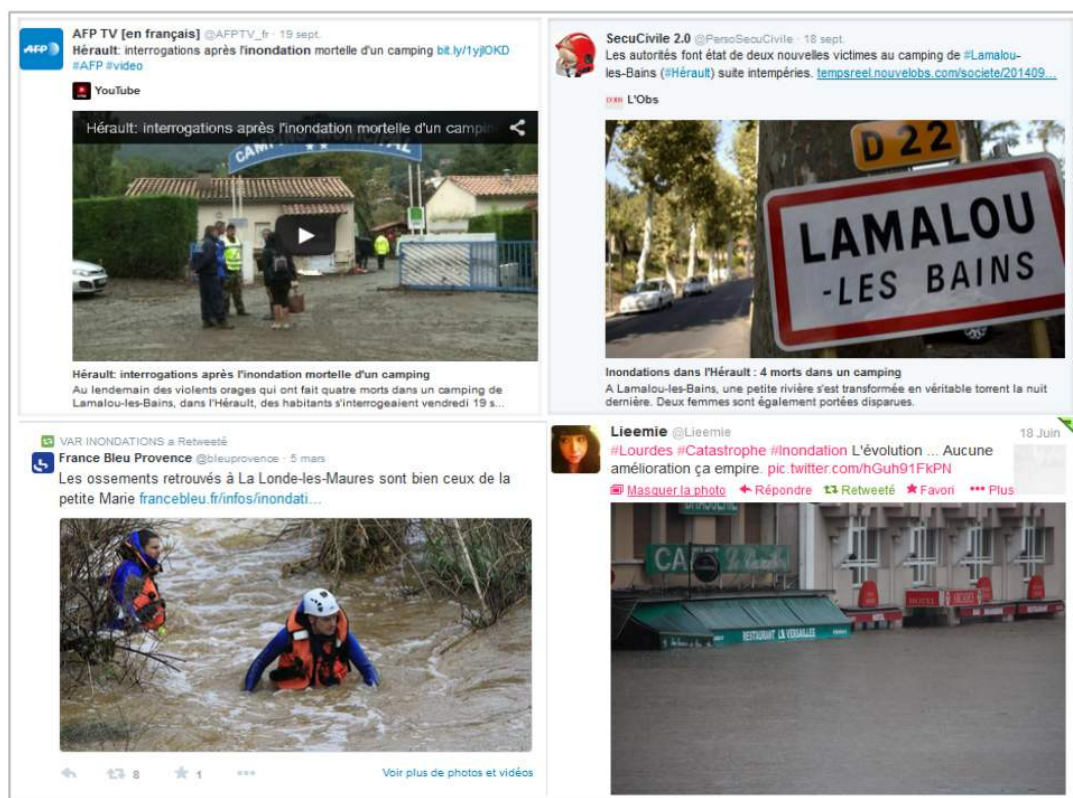 AFP TV [en français] @AFPTV_fr · 19 sept.
Hérault: interrogations après l'inondation mortelle d'un camping bit.ly/1yjlOKD
#AFP #video
AFP
YouTube
Hérault: interrogations après l'inondation mortelle d'un camping
CAMPING MUNICIPAL
Hérault: interrogations après l'inondation mortelle d'un camping
Au lendemain des violents orages qui ont fait quatre morts dans un camping de
Lamalou-les-Bains, dans l'Hérault, des habitants s'interrogeaient vendredi 19 s...
SecuCivile 2.0 @PersoSecuCivile · 18 sept.
Les autorités font état de deux nouvelles victimes au camping de #Lamalou-
les-Bains (#Hérault) suite intempéries. tempsreel.nouvelobs.com/societe/201409...
L'Obs
D 22
LAMALOU
-LES BAINS
Inondations dans l'Hérault : 4 morts dans un camping
A Lamalou-les-Bains, une petite rivière s'est transformée en véritable torrent la nuit
dernière. Deux femmes sont également portées disparues.
VAR INONDATIONS a Retweeté
France Bleu Provence @bleuprovence · 5 mars
Les ossements retrouvés à La Londe-les-Maures sont bien ceux de la
petite Marie francebleu.fr/infos/inondati...
8 1
Voir plus de photos et vidéos
Lieemie @Lieemie 18 Juin
#Lourdes #Catastrophe #Inondation L'évolution ... Aucune
amélioration ça empire. pic.twitter.com/hGuh91FkPN
Masquer la photo Répondre Retweeté Favori Plus
HOTEL
RESTAURANT LE VERSAILLES